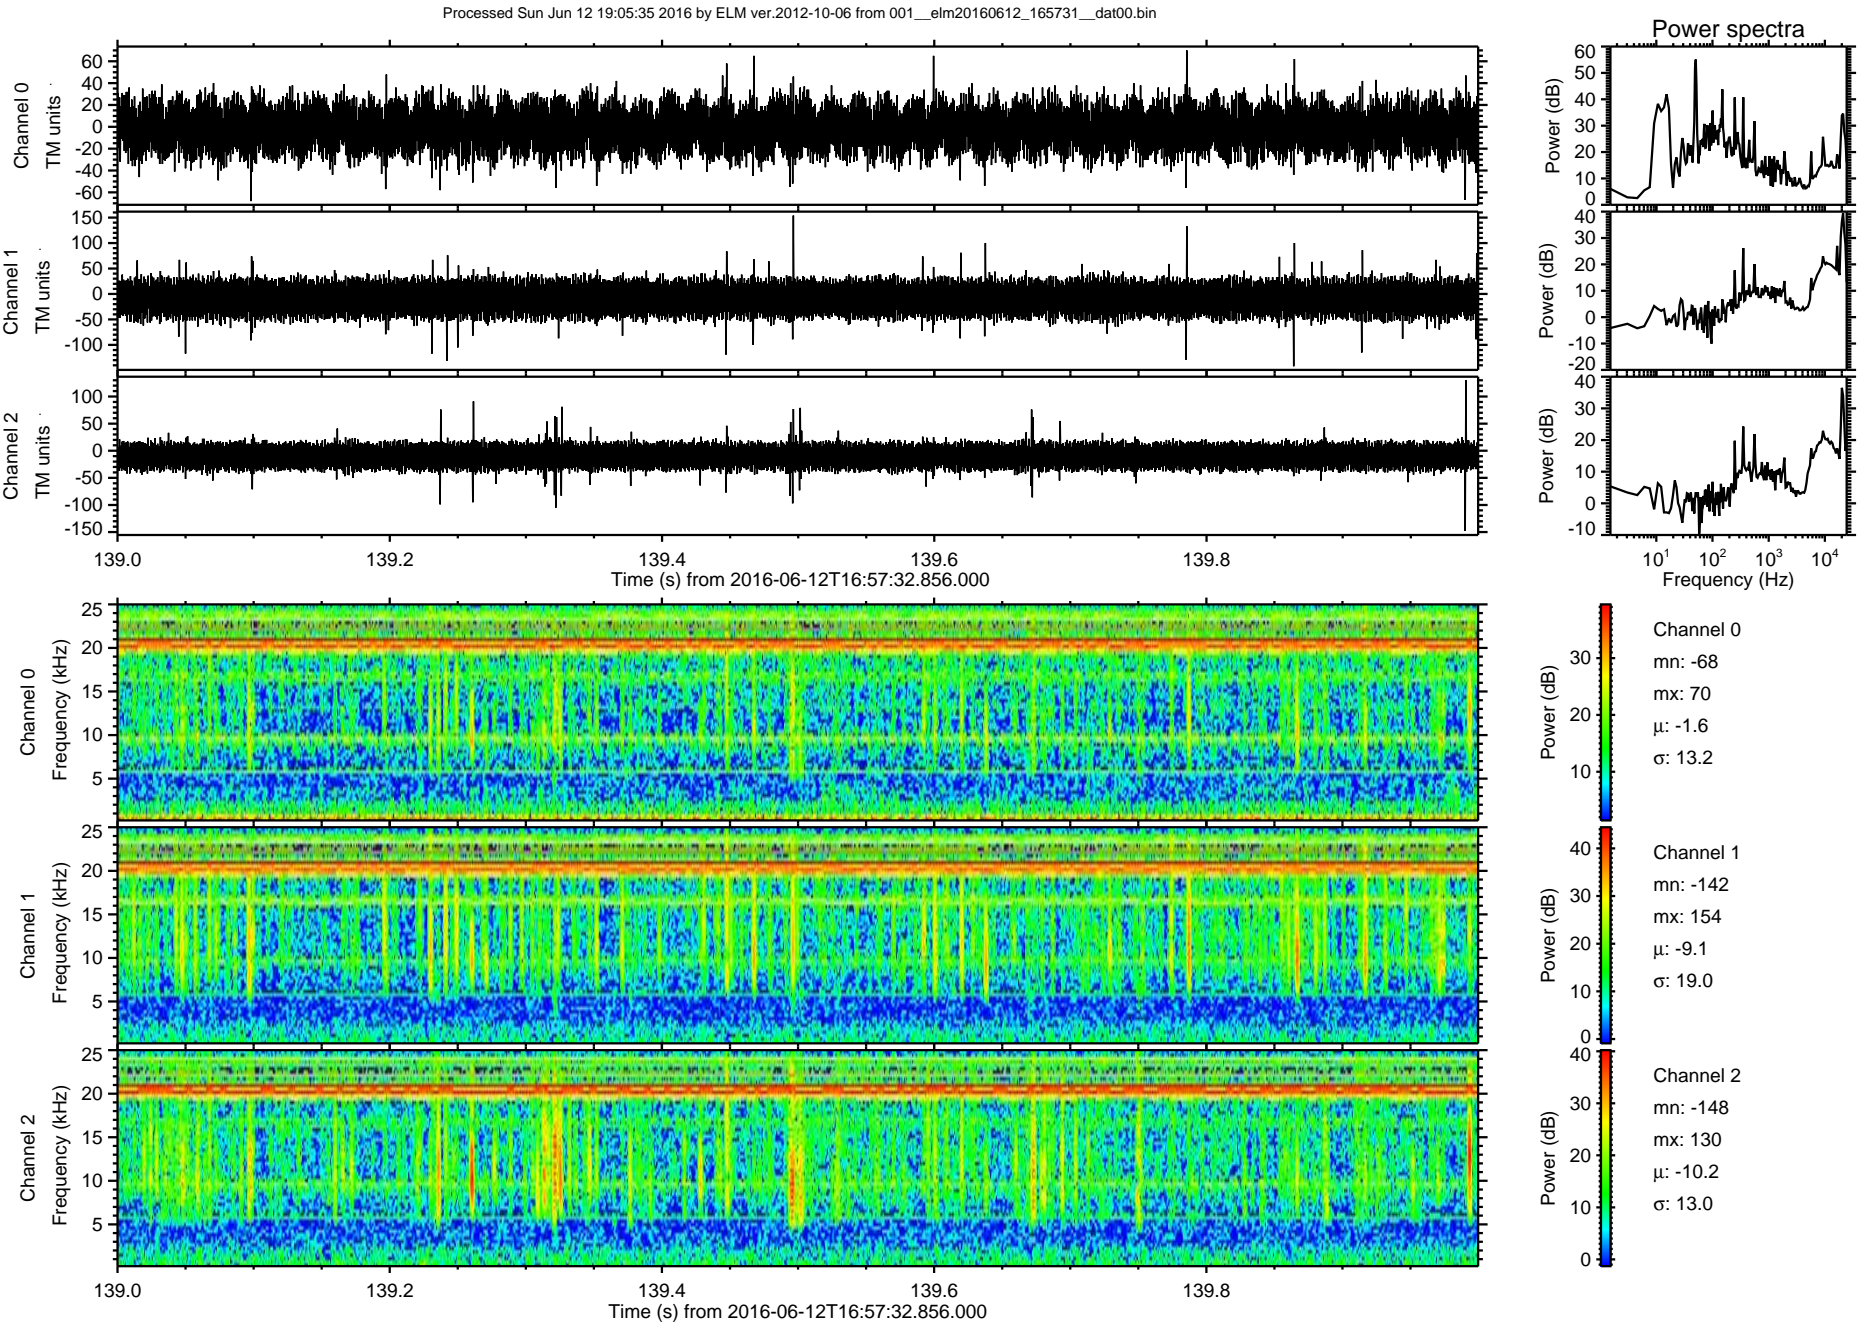 Processed Sun Jun 12 19:05:35 2016 by ELM ver.2012-10-06 from 001__elm20160612_165731__dat00.bin
Power spectra
Channel 0
TM units
60
40
20
0
-20
-40
-60
Power (dB)
60
50
40
30
20
10
0
Channel 1
TM units
150
100
50
0
-50
-100
Power (dB)
40
30
20
10
0
-10
-20
Channel 2
TM units
100
50
0
-50
-100
-150
Power (dB)
40
30
20
10
0
-10
139.0 139.2 139.4 139.6 139.8
Time (s) from 2016-06-12T16:57:32.856.000
10^1 10^2 10^3 10^4
Frequency (Hz)
Channel 0
Frequency (kHz)
25
20
15
10
5
Power (dB)
30
20
10
Channel 0
mn: -68
mx: 70
μ: -1.6
σ: 13.2
Channel 1
Frequency (kHz)
25
20
15
10
5
Power (dB)
40
30
20
10
0
Channel 1
mn: -142
mx: 154
μ: -9.1
σ: 19.0
Channel 2
Frequency (kHz)
25
20
15
10
5
Power (dB)
40
30
20
10
0
Channel 2
mn: -148
mx: 130
μ: -10.2
σ: 13.0
139.0 139.2 139.4 139.6 139.8
Time (s) from 2016-06-12T16:57:32.856.000